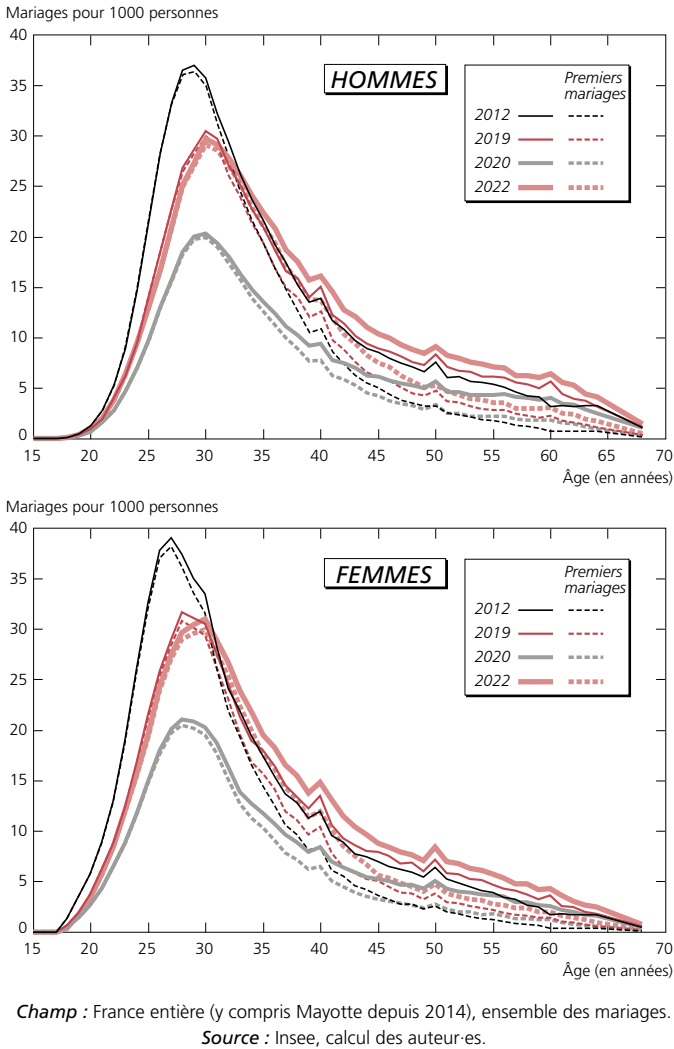 Mariages pour 1000 personnes
40
35
30
25
20
15
10
5
0
HOMMES
Premiers
mariages
2012
2019
2020
2022
15 20 25 30 35 40 45 50 55 60 65 70
Âge (en années)
Mariages pour 1000 personnes
40
35
30
25
20
15
10
5
0
FEMMES
Premiers
mariages
2012
2019
2020
2022
15 20 25 30 35 40 45 50 55 60 65 70
Âge (en années)
Champ : France entière (y compris Mayotte depuis 2014), ensemble des mariages.
Source : Insee, calcul des auteur·es.